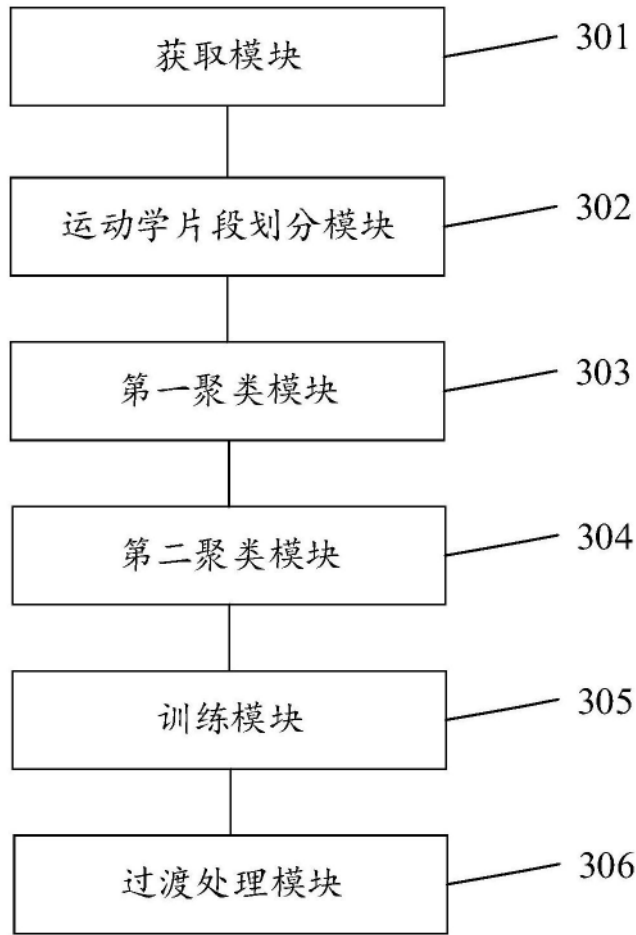 获取模块 301
运动学片段划分模块 302
第一聚类模块 303
第二聚类模块 304
训练模块 305
过渡处理模块 306